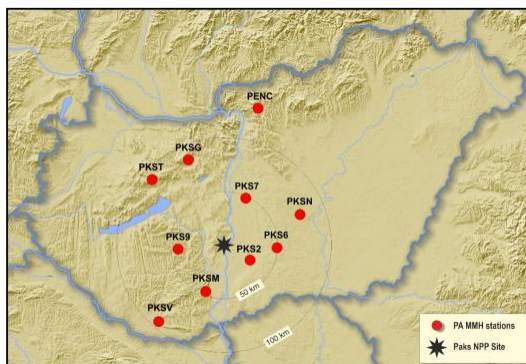 PENC
PKSG
PKST
PKS7
PKSN
PKS9
PKS6
PKS2
PKSM
50 km
PKSV
100 km
PA MMH stations
Paks NPP Site